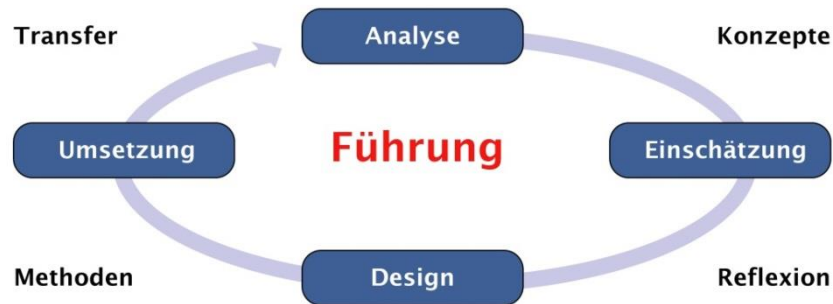 Transfer
Analyse
Konzepte
Umsetzung
Führung
Einschätzung
Methoden
Design
Reflexion